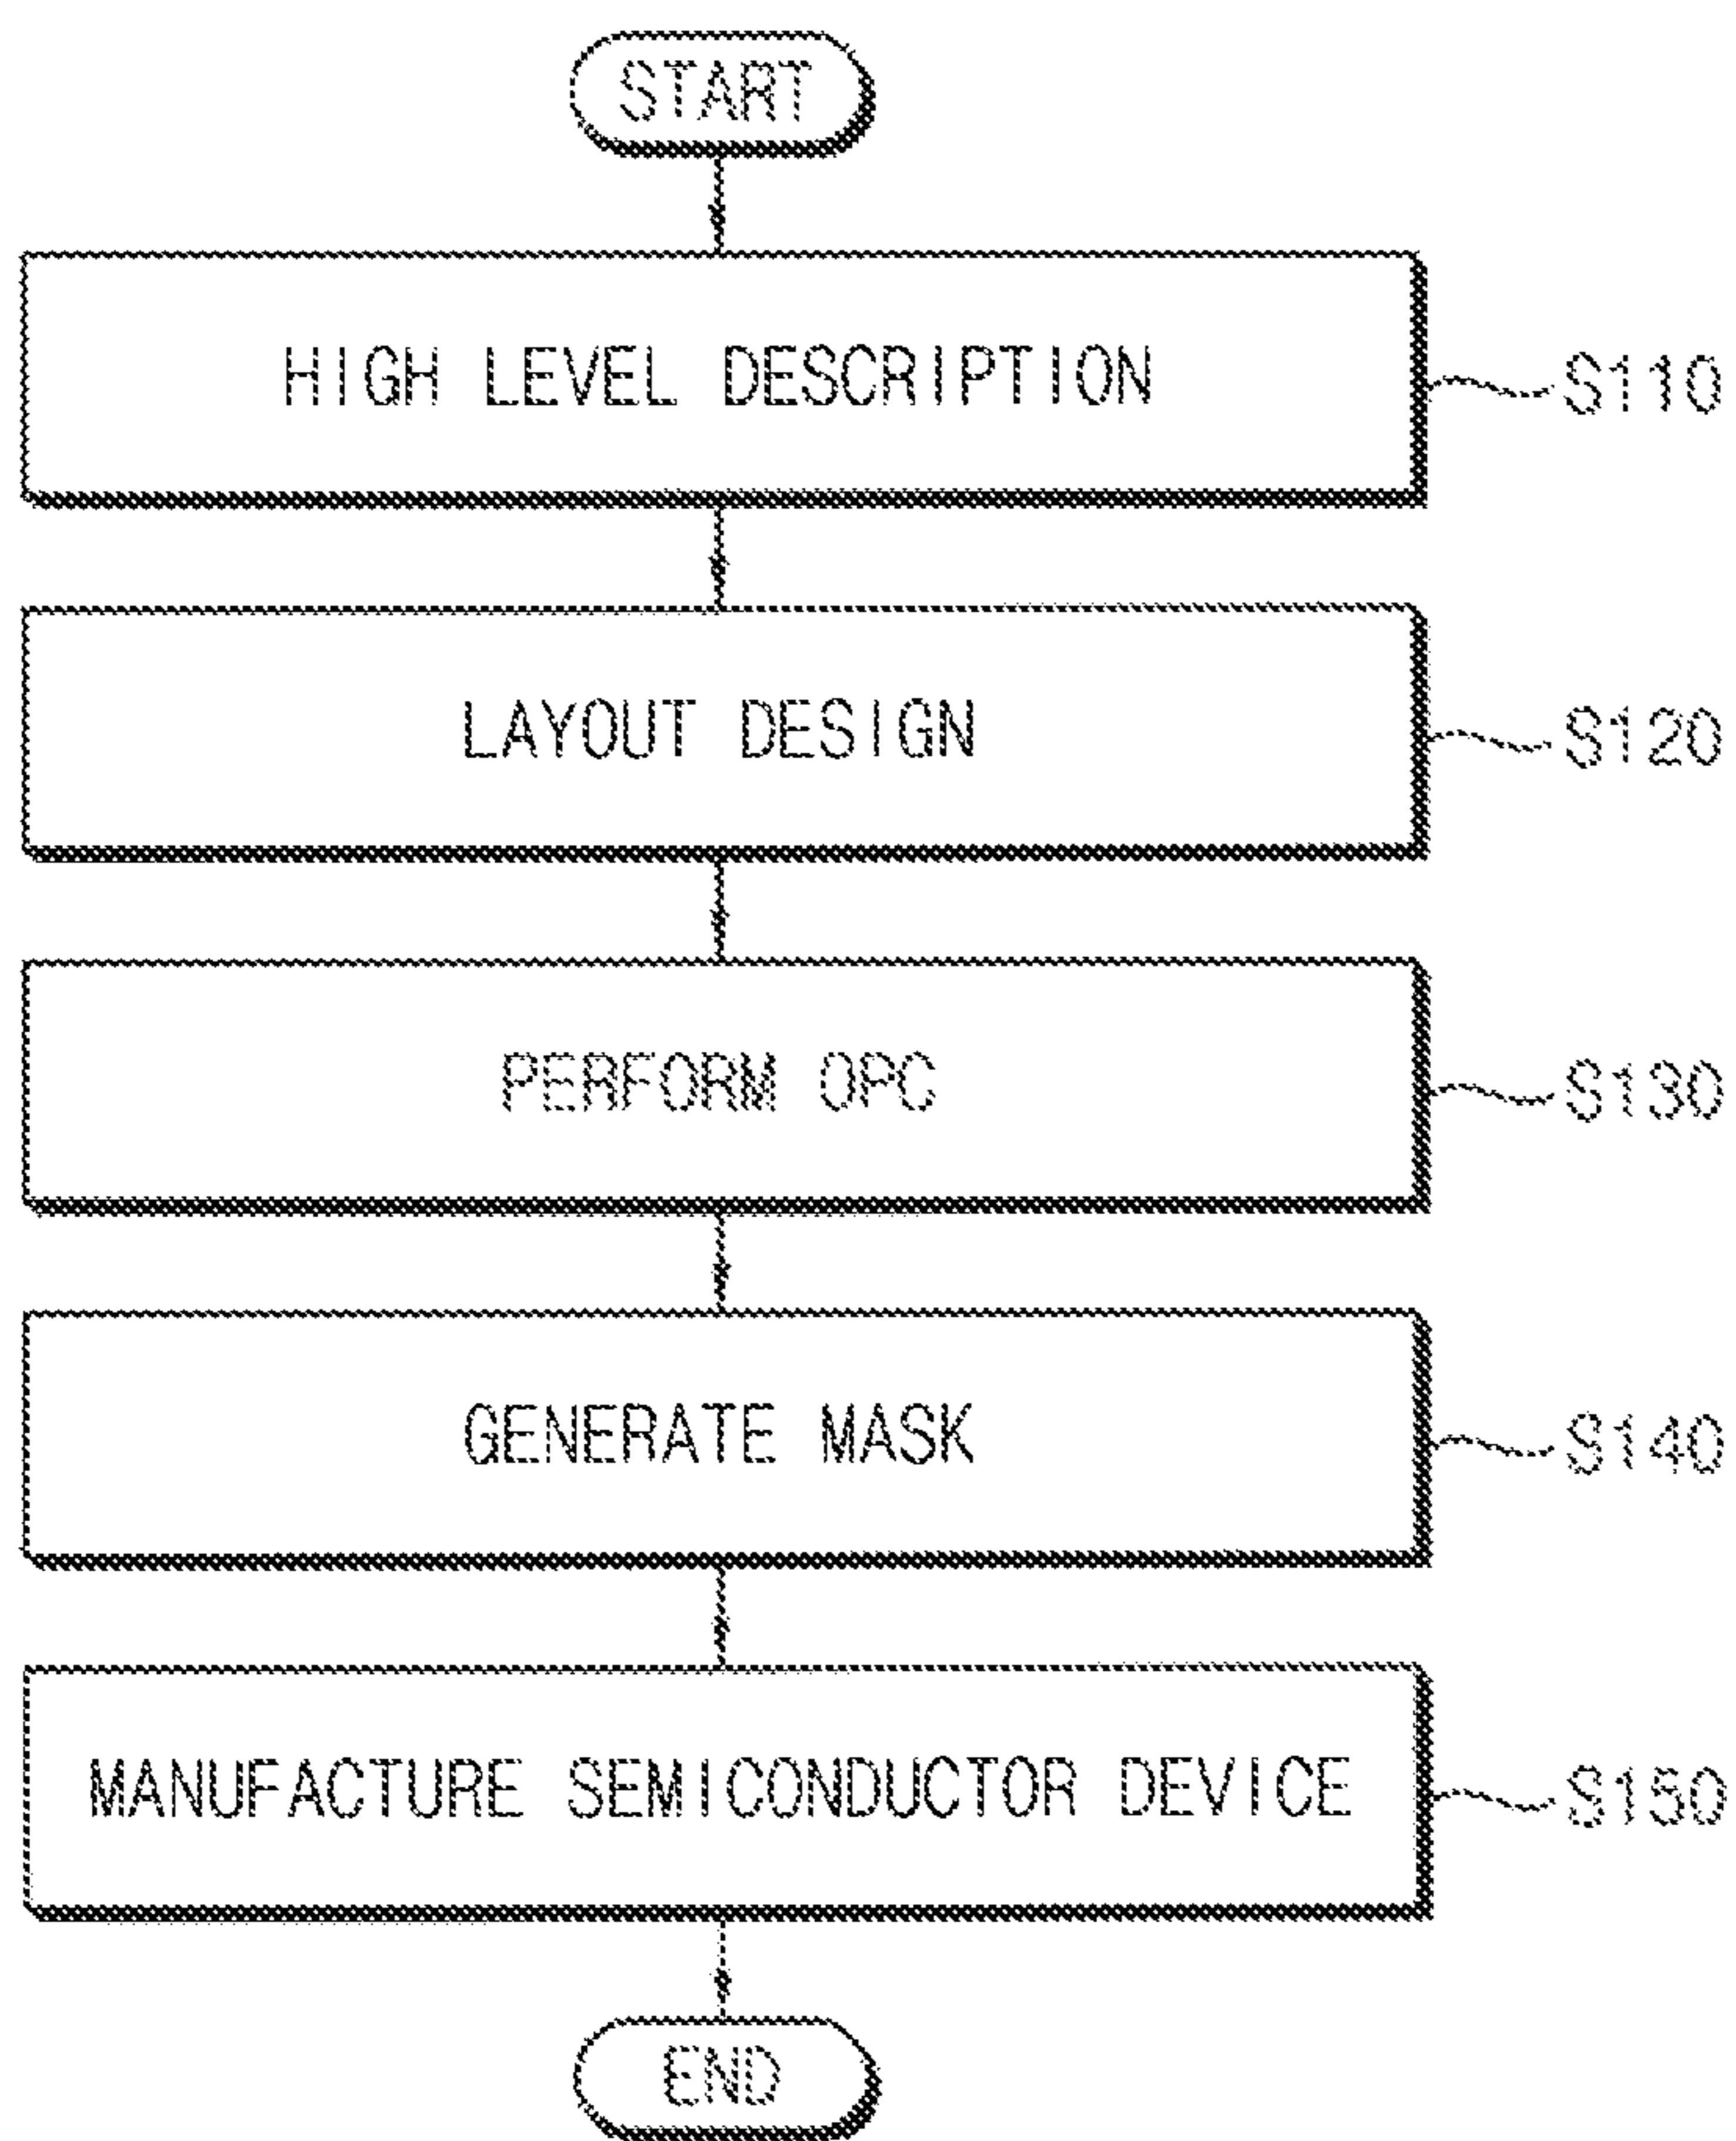 START
HIGH LEVEL DESCRIPTION
S110
LAYOUT DESIGN
S120
PERFORM OPC
S130
GENERATE MASK
S140
MANUFACTURE SEMICONDUCTOR DEVICE
S150
END